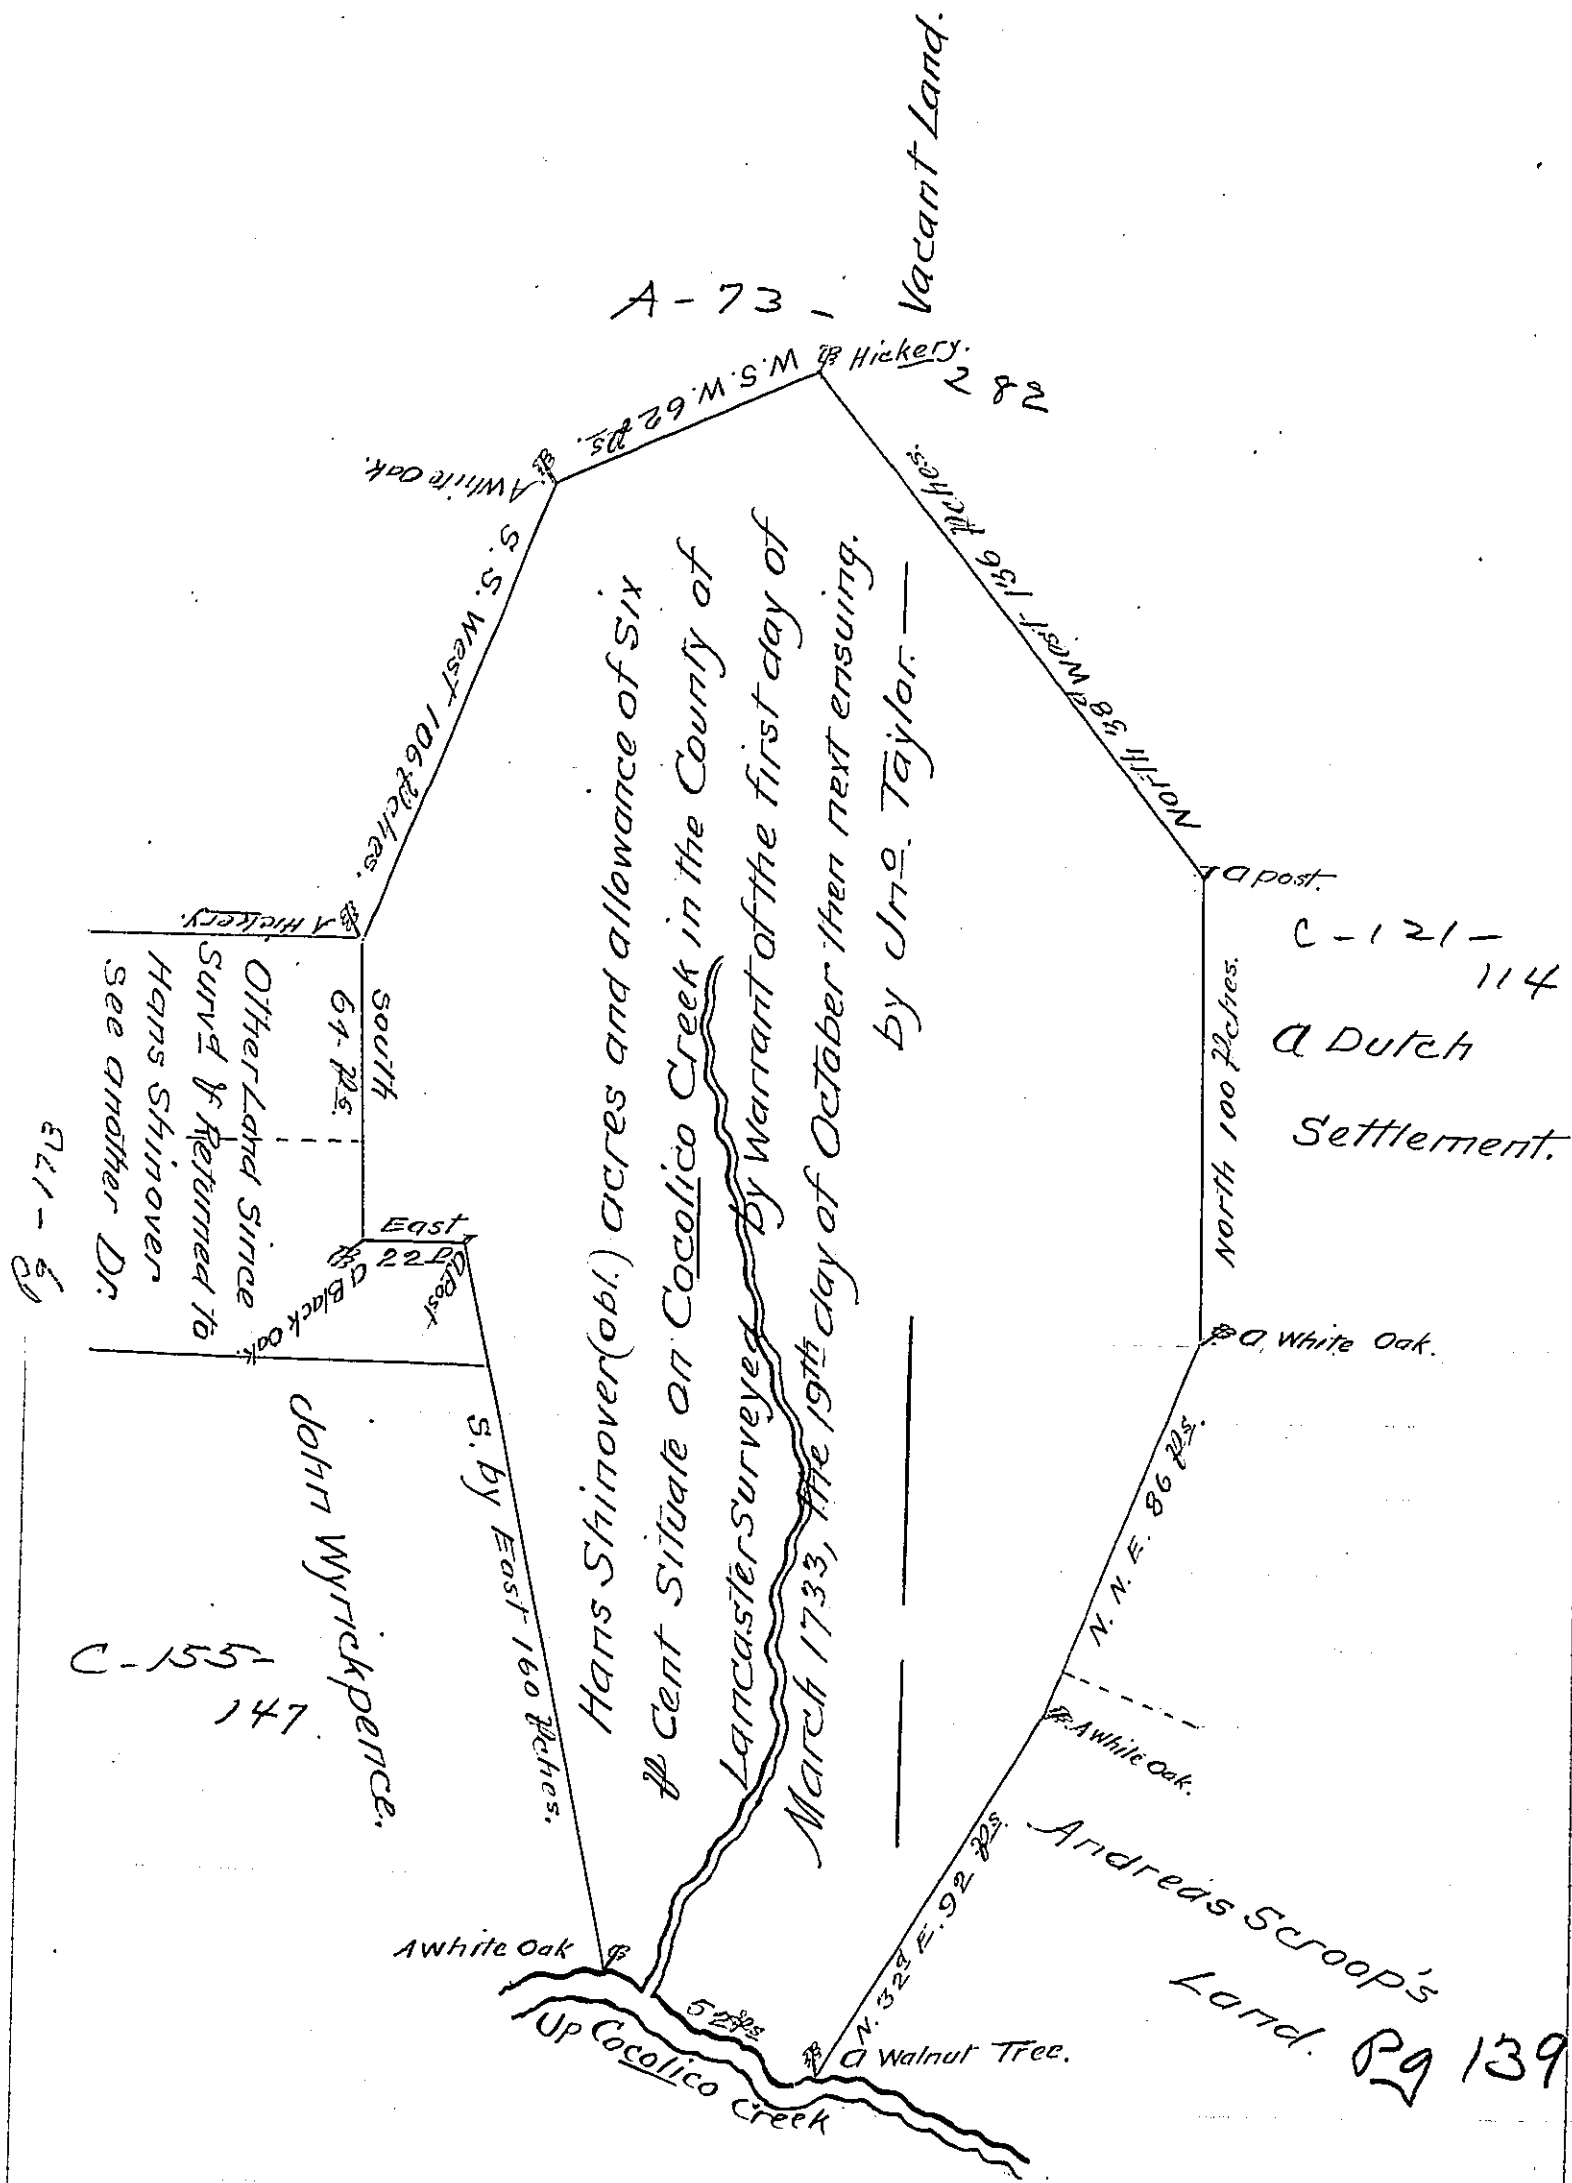 Vacant Land.
A - 73 -
282
Hickery.
W. S. W. 62 Ps.
A White Oak.
S. S. West 106 Pches.
A Hickery.
South
64 Ps.
Other Land Since
Survd & Returned to
Hans Shinover
See another Dr.
East
22 P
a Post
a Black Oak.
S. by East 160 Pches.
John Wyrickpence.
C - 155 -
147
A White Oak
52 Ps
Up Cocolico Creek
a Walnut Tree.
N. 32d E. 92 Ps.
Andreas Scroop's
Land.
Pg 139
A White Oak.
N. N. E. 86 Ps.
a White Oak.
North 100 Pches.
C - 121 -
114
a Dutch
Settlement.
a post.
North 38d West 136 Pches.
Hans Shinover (obl.) acres and allowance of six
P Cent Situate on Cocolico Creek in the County of
Lancaster Surveyed by Warrant of the first day of
March 1733, the 19th day of October then next ensuing.
by Jno. Taylor. —